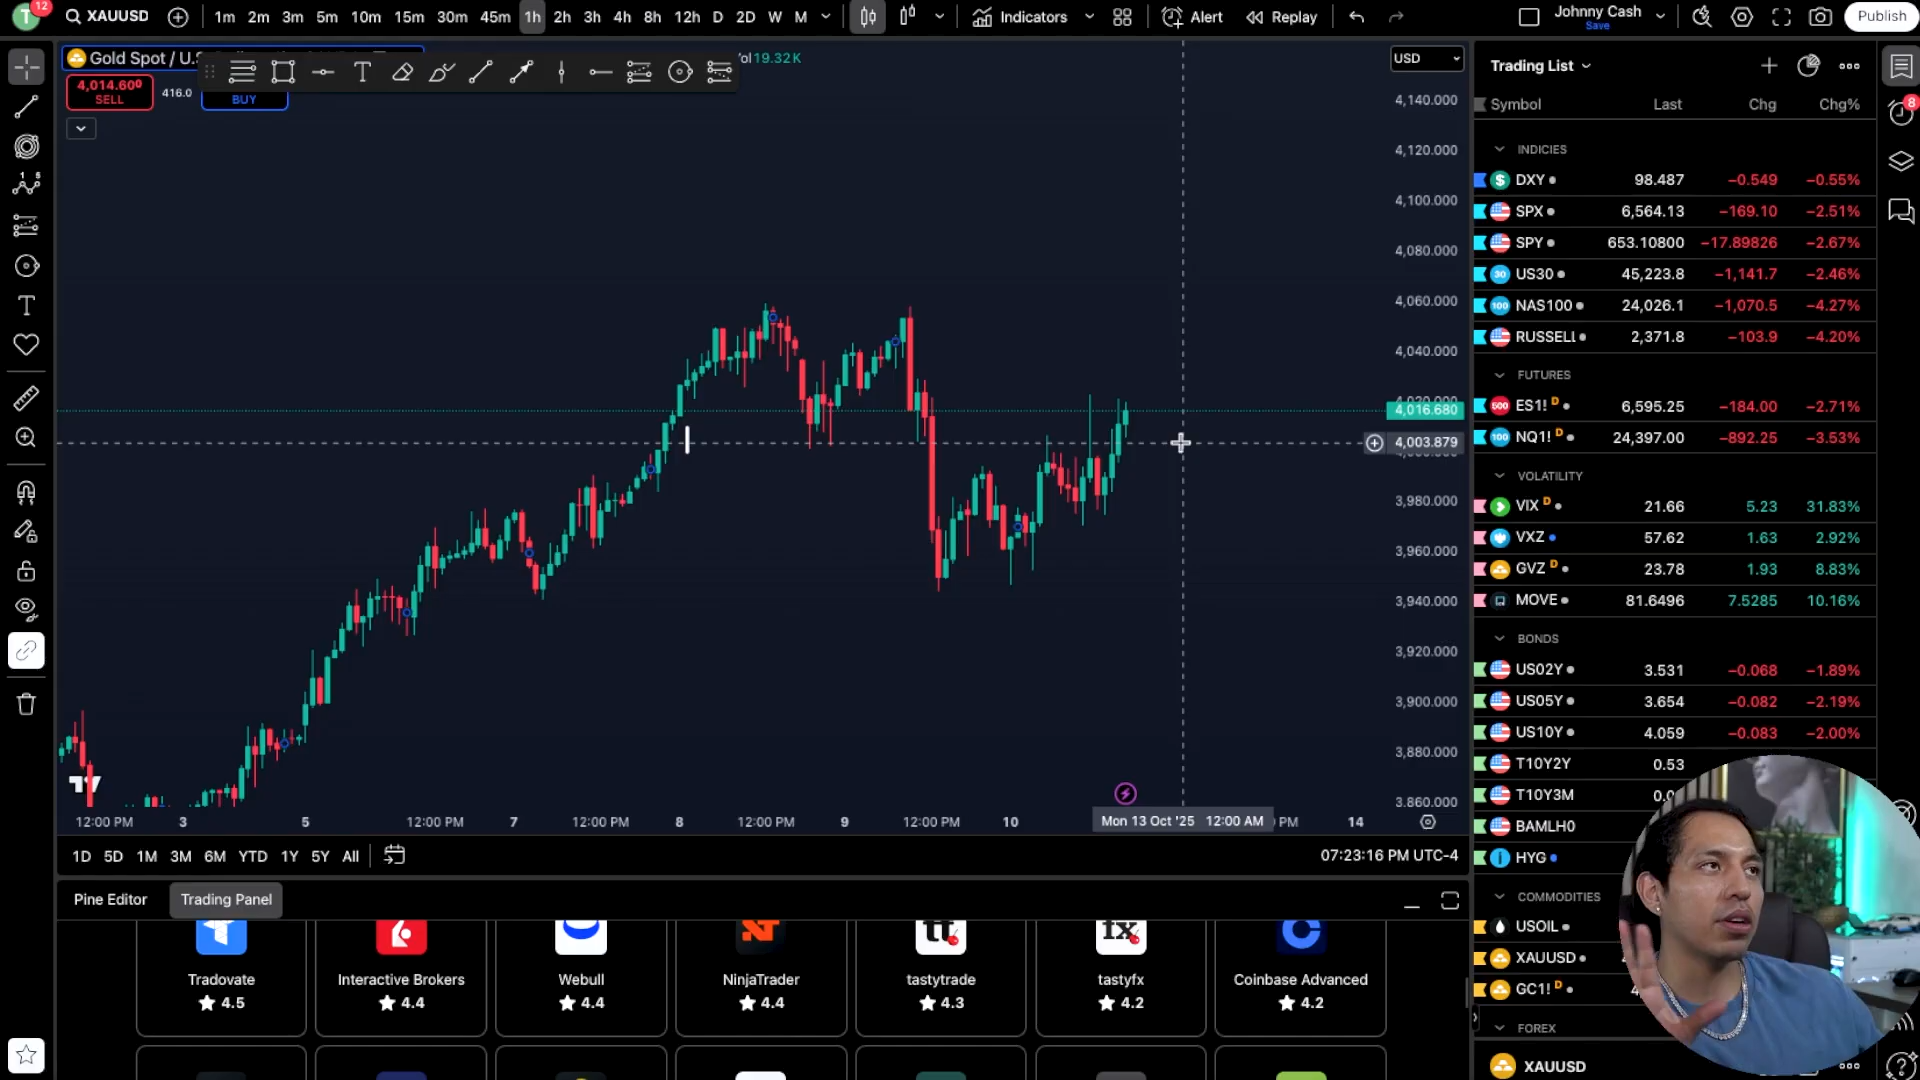 T 12 XAUUSD 1m 2m 3m 5m 10m 15m 30m 45m 1h 2h 3h 4h 8h 12h D 2D W M Indicators Alert Replay Johnny Cash Save Publish
Gold Spot / U.S. Vol 19.32 K
4,014.600 SELL
416.0
BUY
USD
4,140.000
4,120.000
4,100.000
4,080.000
4,060.000
4,040.000
4,016.680
4,003.879
3,980.000
3,960.000
3,940.000
3,920.000
3,900.000
3,880.000
3,860.000
12:00 PM 3 5 12:00 PM 7 12:00 PM 8 12:00 PM 9 12:00 PM 10 Mon 13 Oct '25 12:00 AM PM 14
1D 5D 1M 3M 6M YTD 1Y 5Y All 07:23:16 PM UTC-4
Pine Editor Trading Panel
Tradovate Interactive Brokers Webull NinjaTrader tastytrade tastyfx Coinbase Advanced
4.5 4.4 4.4 4.4 4.3 4.2 4.2
Trading List
8
Symbol Last Chg Chg%
INDICIES
DXY 98.487 −0.549 −0.55%
SPX 6,564.13 −169.10 −2.51%
SPY 653.10800 −17.89826 −2.67%
US30 45,223.8 −1,141.7 −2.46%
NAS100 24,026.1 −1,070.5 −4.27%
RUSSELL 2,371.8 −103.9 −4.20%
FUTURES
ES1! D 6,595.25 −184.00 −2.71%
NQ1! D 24,397.00 −892.25 −3.53%
VOLATILITY
VIX D 21.66 5.23 31.83%
VXZ 57.62 1.63 2.92%
GVZ D 23.78 1.93 8.83%
MOVE 81.6496 7.5285 10.16%
BONDS
US02Y 3.531 −0.068 −1.89%
US05Y 3.654 −0.082 −2.19%
US10Y 4.059 −0.083 −2.00%
T10Y2Y 0.53
T10Y3M
BAMLH0
HYG
COMMODITIES
USOIL
XAUUSD
GC1! D
FOREX
XAUUSD